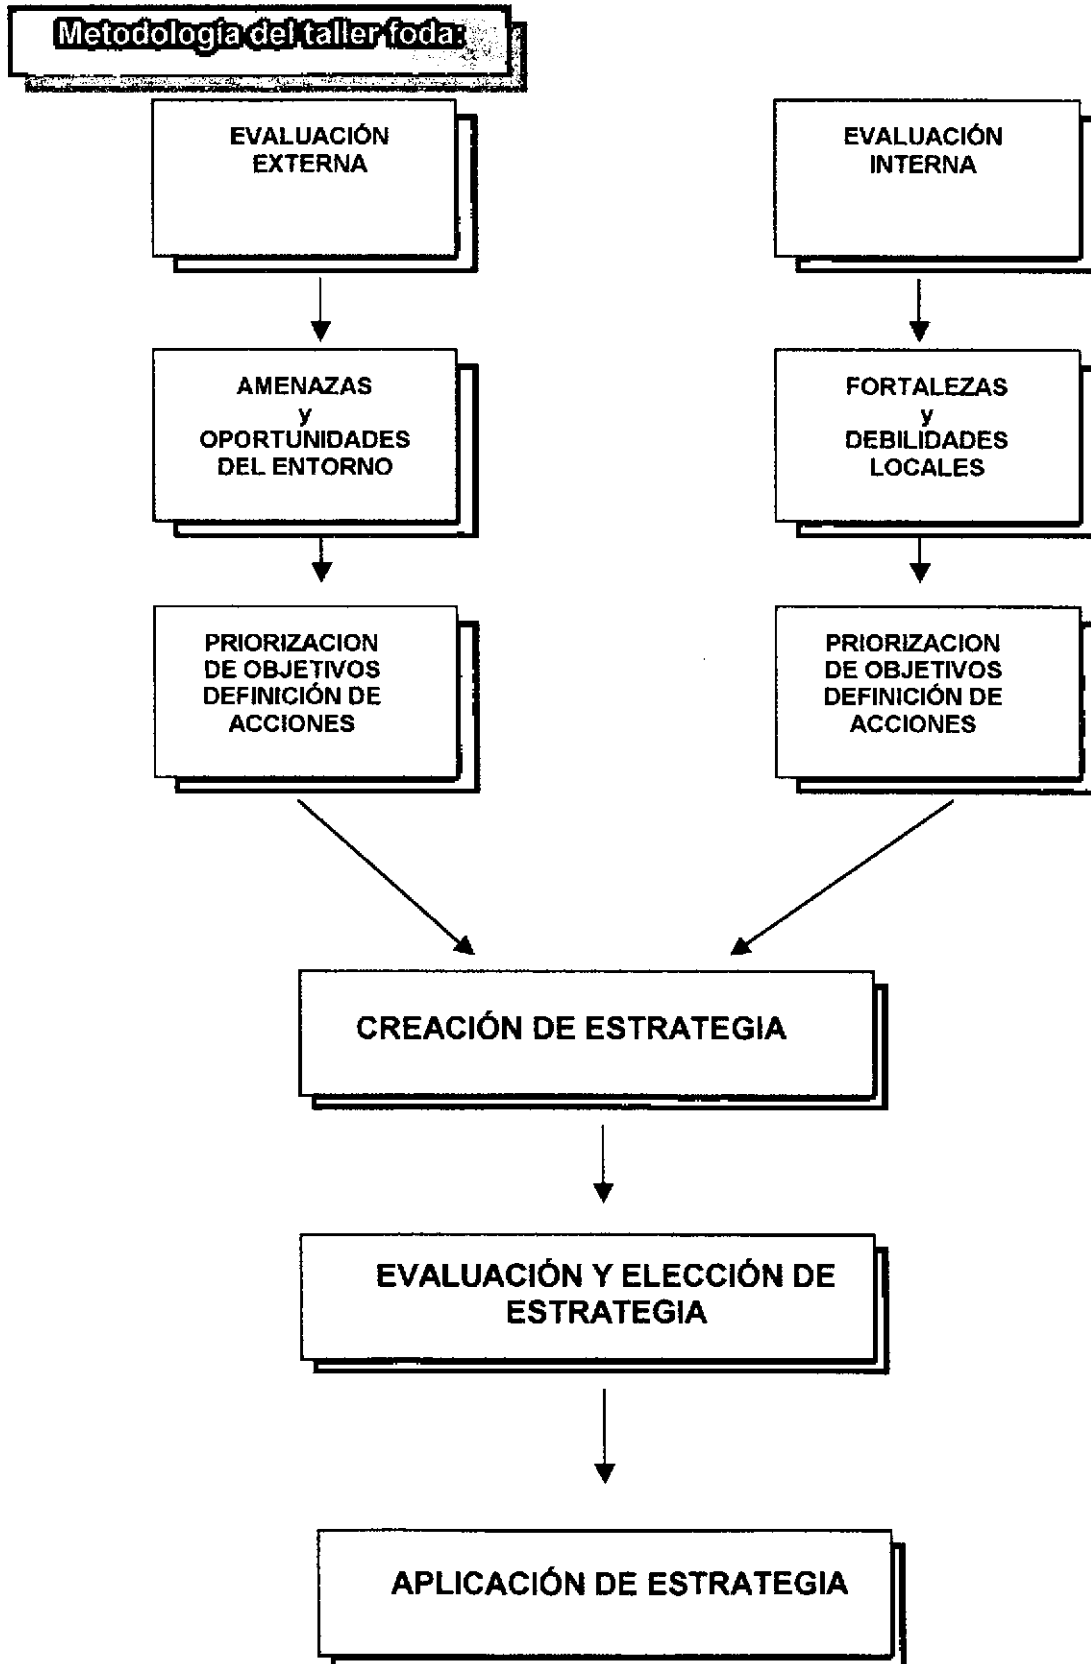 Metodología del taller foda:
EVALUACIÓN
EXTERNA
EVALUACIÓN
INTERNA
AMENAZAS
y
OPORTUNIDADES
DEL ENTORNO
FORTALEZAS
y
DEBILIDADES
LOCALES
PRIORIZACION
DE OBJETIVOS
DEFINICIÓN DE
ACCIONES
PRIORIZACION
DE OBJETIVOS
DEFINICIÓN DE
ACCIONES
CREACIÓN DE ESTRATEGIA
EVALUACIÓN Y ELECCIÓN DE
ESTRATEGIA
APLICACIÓN DE ESTRATEGIA